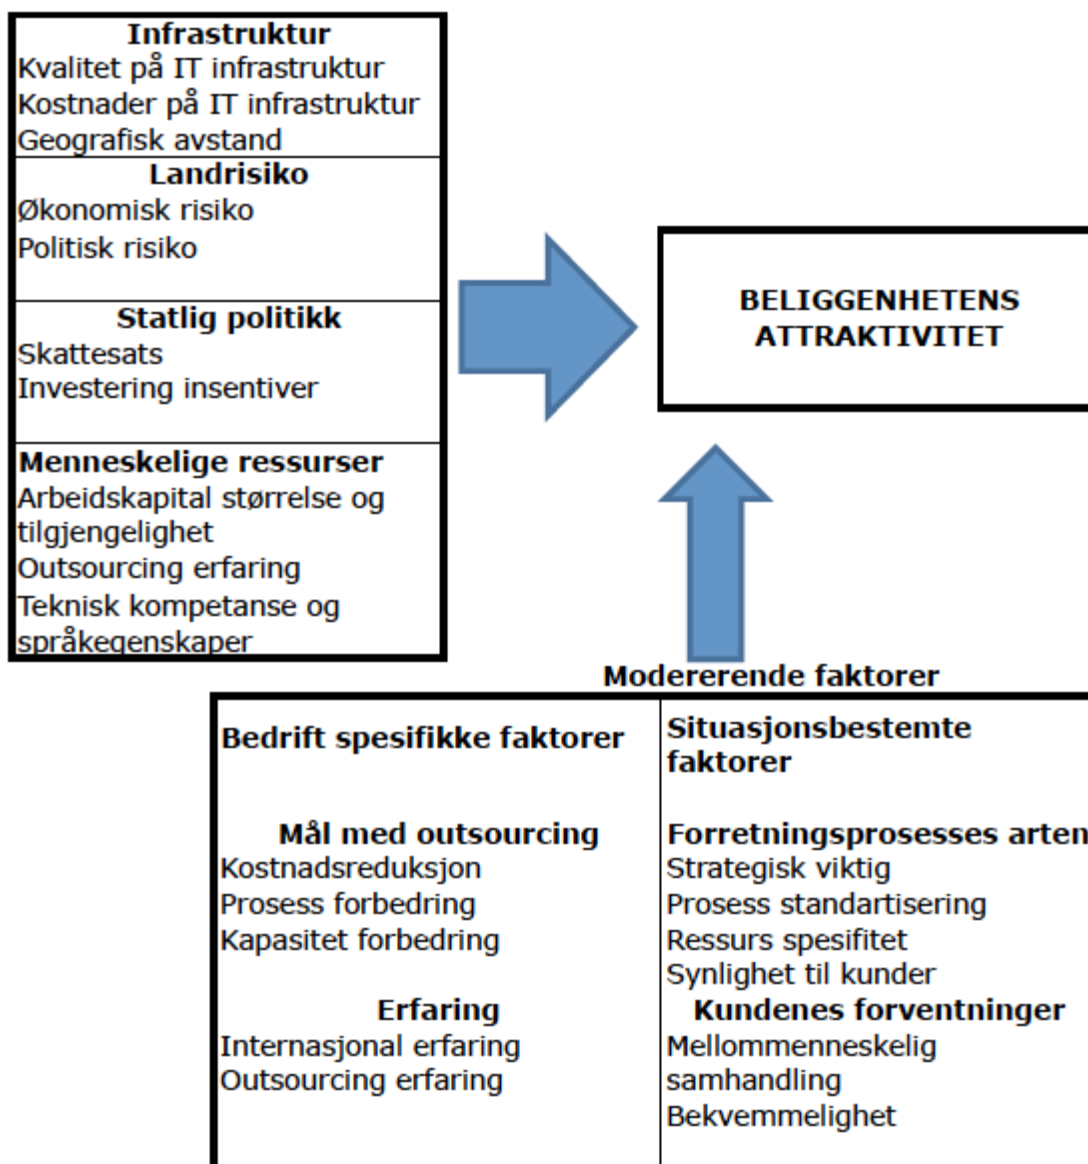 Infrastruktur
Kvalitet på IT infrastruktur
Kostnader på IT infrastruktur
Geografisk avstand
Landrisiko
Økonomisk risiko
Politisk risiko
Statlig politikk
Skattesats
Investering insentiver
Menneskelige ressurser
Arbeidskapital størrelse og
tilgjengelighet
Outsourcing erfaring
Teknisk kompetanse og
språkegenskaper
BELIGGENHETENS
ATTRAKTIVITET
Modererende faktorer
Bedrift spesifikke faktorer
Mål med outsourcing
Kostnadsreduksjon
Prosess forbedring
Kapasitet forbedring
Erfaring
Internasjonal erfaring
Outsourcing erfaring
Situasjonsbestemte
faktorer
Forretningsprosesses arten
Strategisk viktig
Prosess standartisering
Ressurs spesifitet
Synlighet til kunder
Kundenes forventninger
Mellommenneskelig
samhandling
Bekvemmelighet